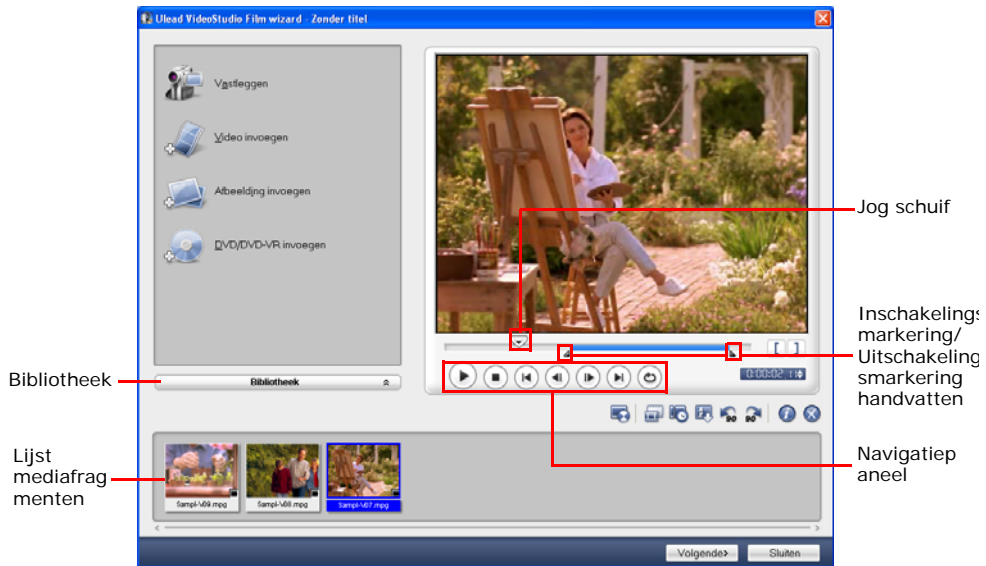 Ulead VideoStudio Film wizard - Zonder titel
Vastleggen
Video invoegen
Afbeelding invoegen
DVD/DVD-VR invoegen
Jog schuif
Inschakelings
markering/
Uitschakeling
smarkering
handvatten
[ ]
Bibliotheek
Bibliotheek
0:00:02
90
90
Lijst
mediafrag
menten
Navigatiep
aneel
Sampl-V09.mpg
Sampl-V08.mpg
Sampl-V07.mpg
Volgende>
Sluiten